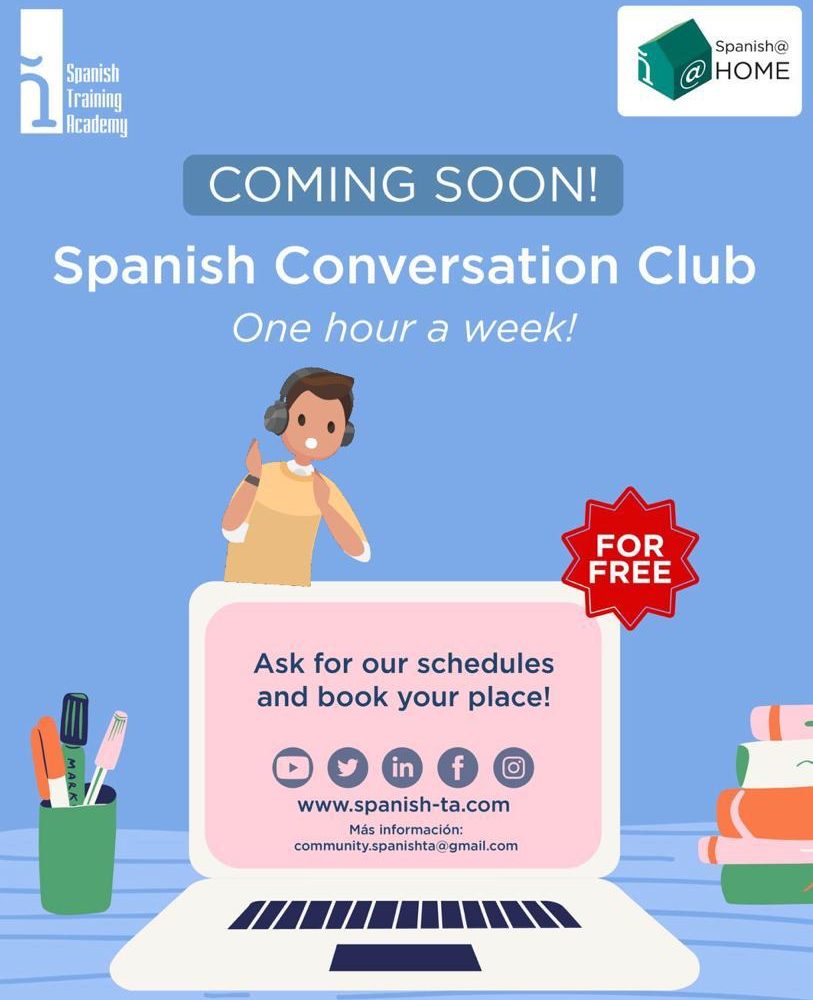 Spanish
Training
Academy
Spanish@
@ HOME
COMING SOON!
Spanish Conversation Club
One hour a week!
FOR
FREE
Ask for our schedules
and book your place!
in f
www.spanish-ta.com
Más información:
community.spanishta@gmail.com
MARK